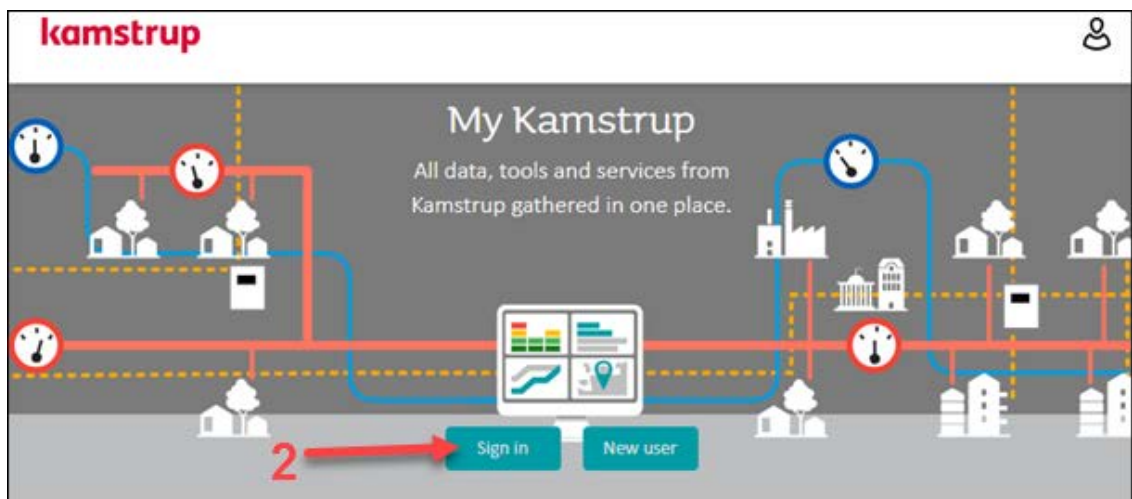 kamstrup
My Kamstrup
All data, tools and services from
Kamstrup gathered in one place.
2
Sign in
New user